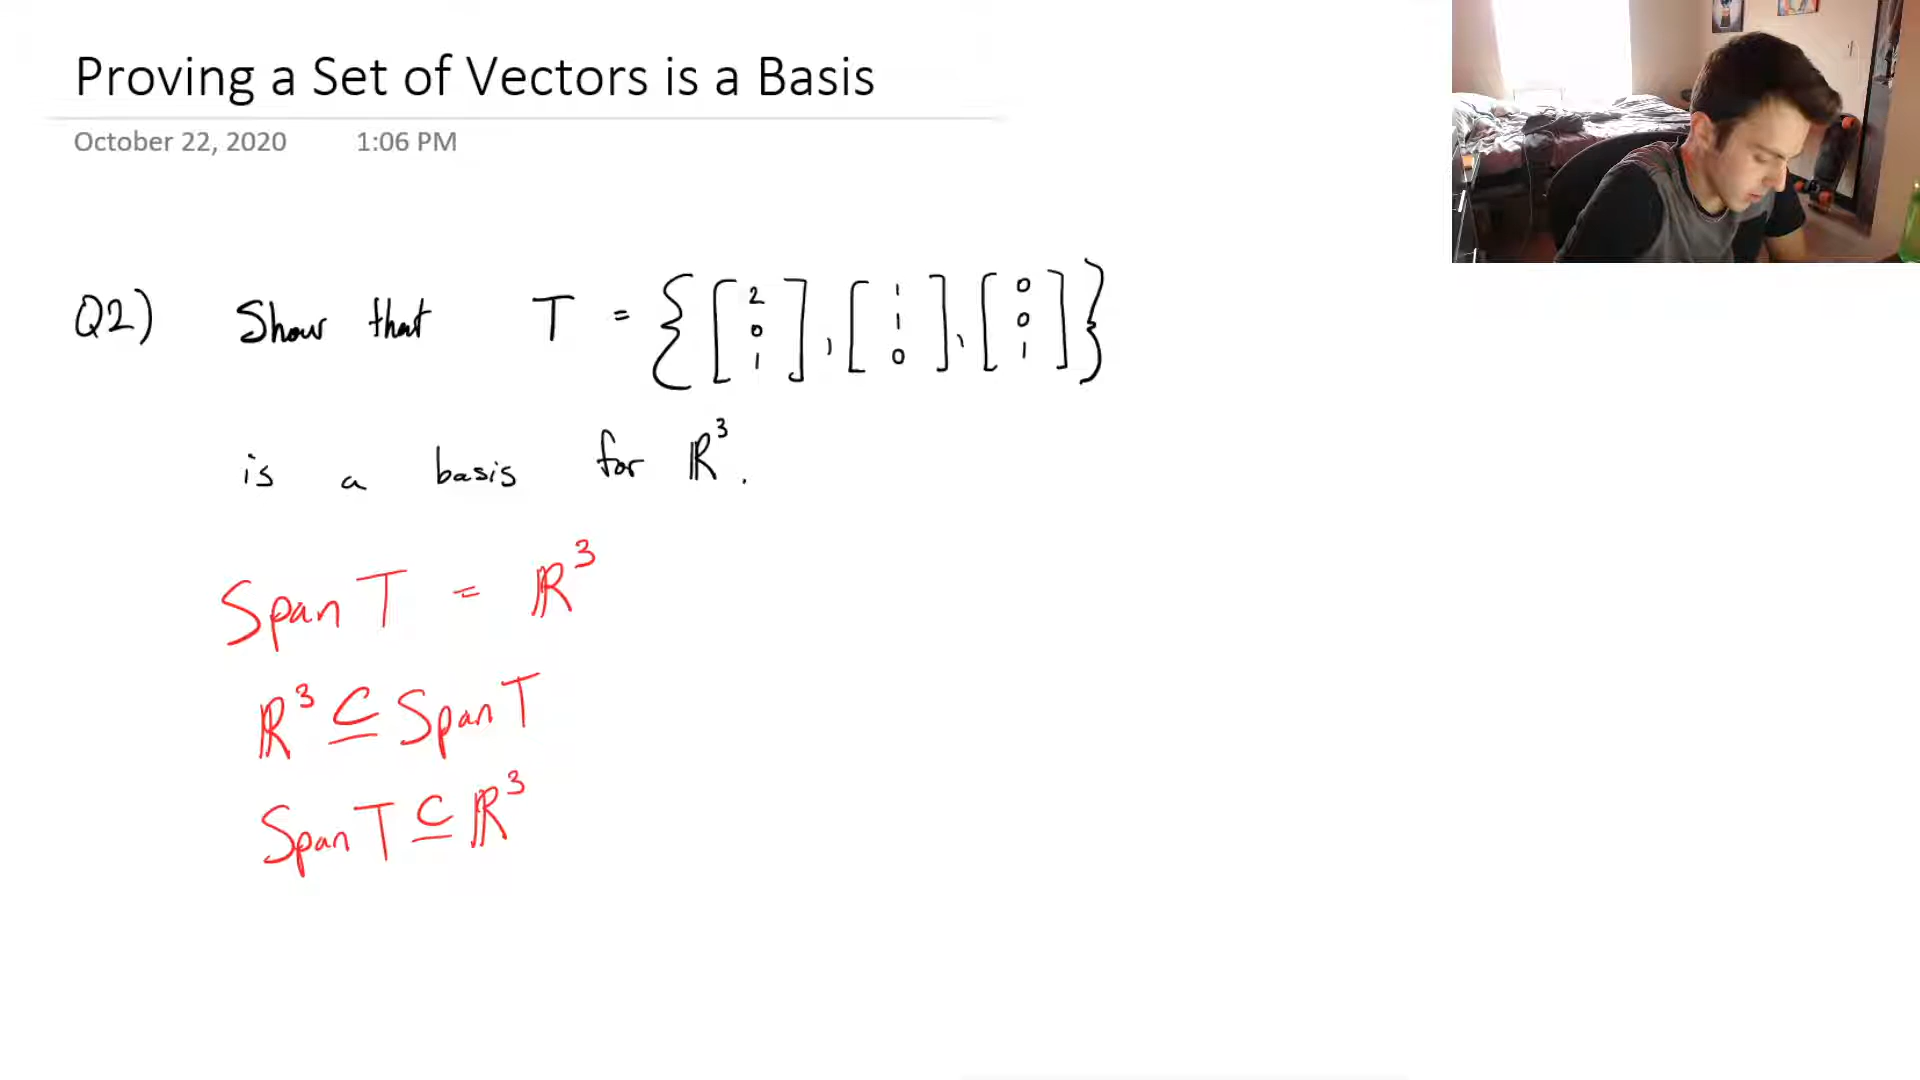 Proving a Set of Vectors is a Basis
October 22, 2020 1:06 PM
Q2) Show that T = {[2 0 1], [1 1 0], [0 0 1]}
is a basis for ℝ³.
Span T = ℝ³
ℝ³ ⊆ Span T
Span T ⊆ ℝ³